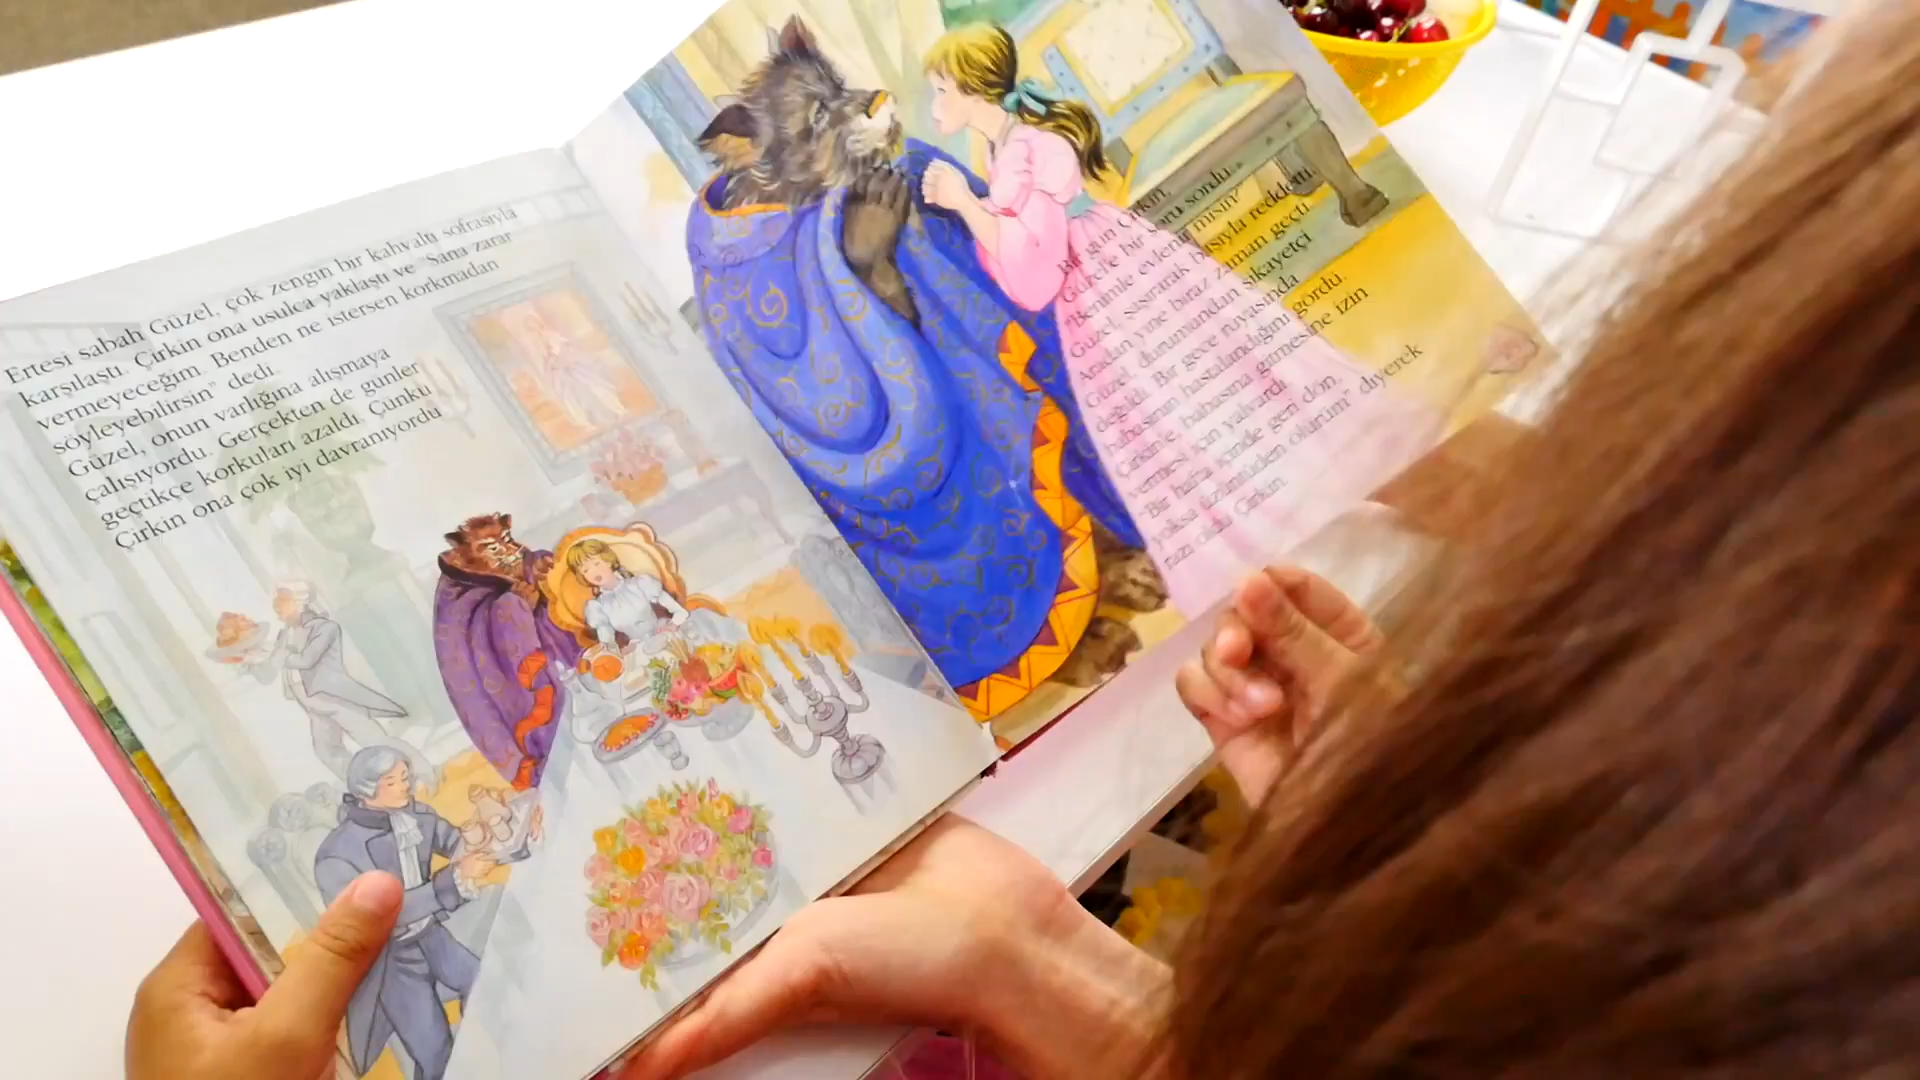 Ertesi sabah Güzel, çok zengin bir kahvaltı sofrasıyla
karşılaştı. Çirkin ona usulca yaklaştı ve "Sana zarar
vermeyeceğim. Benden ne istersen korkmadan
söyleyebilirsin" dedi.
Güzel, onun varlığına alışmaya
çalışıyordu. Gerçekten de günler
geçtikçe korkuları azaldı. Çünkü
Çirkin ona çok iyi davranıyordu
Bir gün Çirkin,
Güzel'e bir soru sordu.
"Benimle evlenir misin?"
Güzel, şaşırarak reddetti.
Aradan yine biraz zaman geçti.
Güzel durumundan şikayetçi
değildi. Bir gece rüyasında
babasının hastalandığını gördü.
Çirkin'e, babasına gitmesine izin
vermesi için yalvardı.
"Bir hafta içinde geri dön,
yoksa üzüntüden ölürüm" diyerek
razı oldu Çirkin.